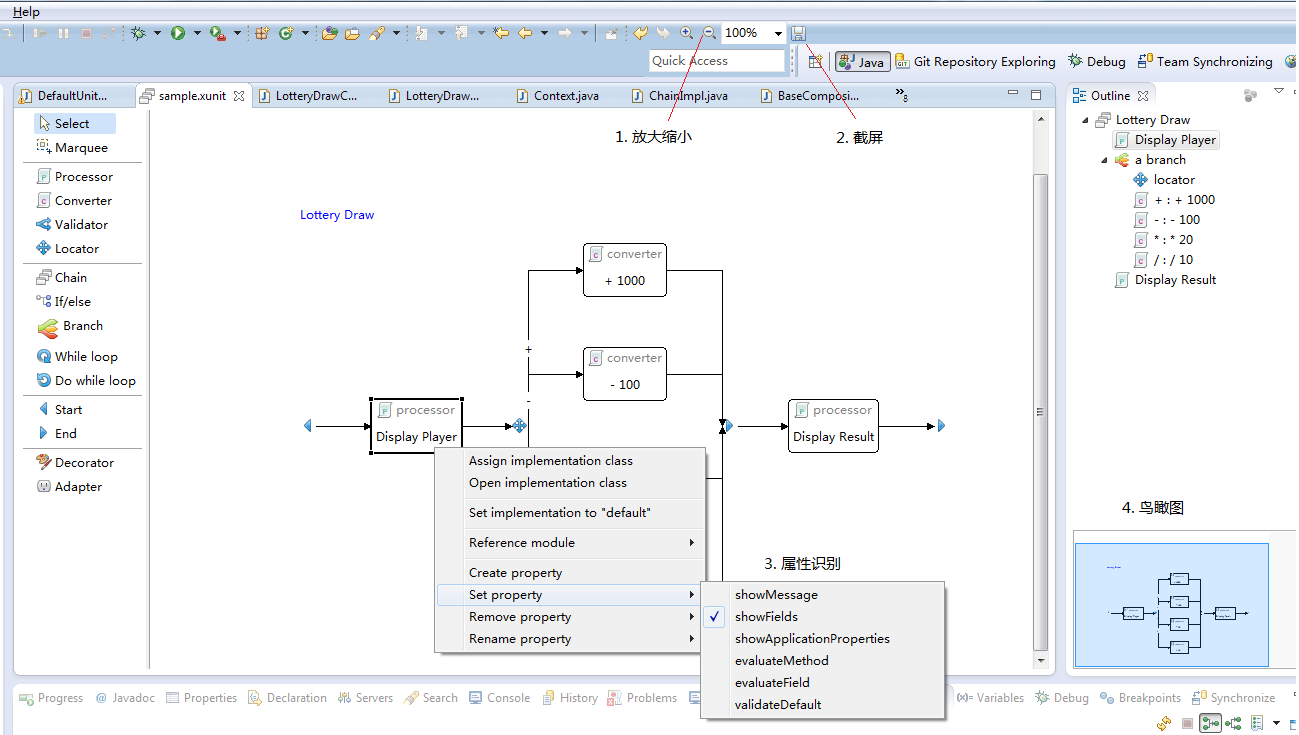 Help
100%
Quick Access
Java
Git Repository Exploring
Debug
Team Synchronizing
DefaultUnit...
sample.xunit
LotteryDrawC...
LotteryDraw...
Context.java
ChainImpl.java
BaseComposi...
»8
Outline
Select
Marquee
Processor
Converter
Validator
Locator
Chain
If/else
Branch
While loop
Do while loop
Start
End
Decorator
Adapter
1. 放大缩小
2. 截屏
Lottery Draw
converter
+ 1000
+
converter
- 100
-
processor
Display Player
processor
Display Result
Assign implementation class
Open implementation class
Set implementation to "default"
Reference module
Create property
Set property
Remove property
Rename property
3. 属性识别
showMessage
showFields
showApplicationProperties
evaluateMethod
evaluateField
validateDefault
Lottery Draw
Display Player
a branch
locator
+ : + 1000
- : - 100
* : * 20
/ : / 10
Display Result
4. 鸟瞰图
Progress
Javadoc
Properties
Declaration
Servers
Search
Console
History
Problems
Variables
Debug
Breakpoints
Synchronize